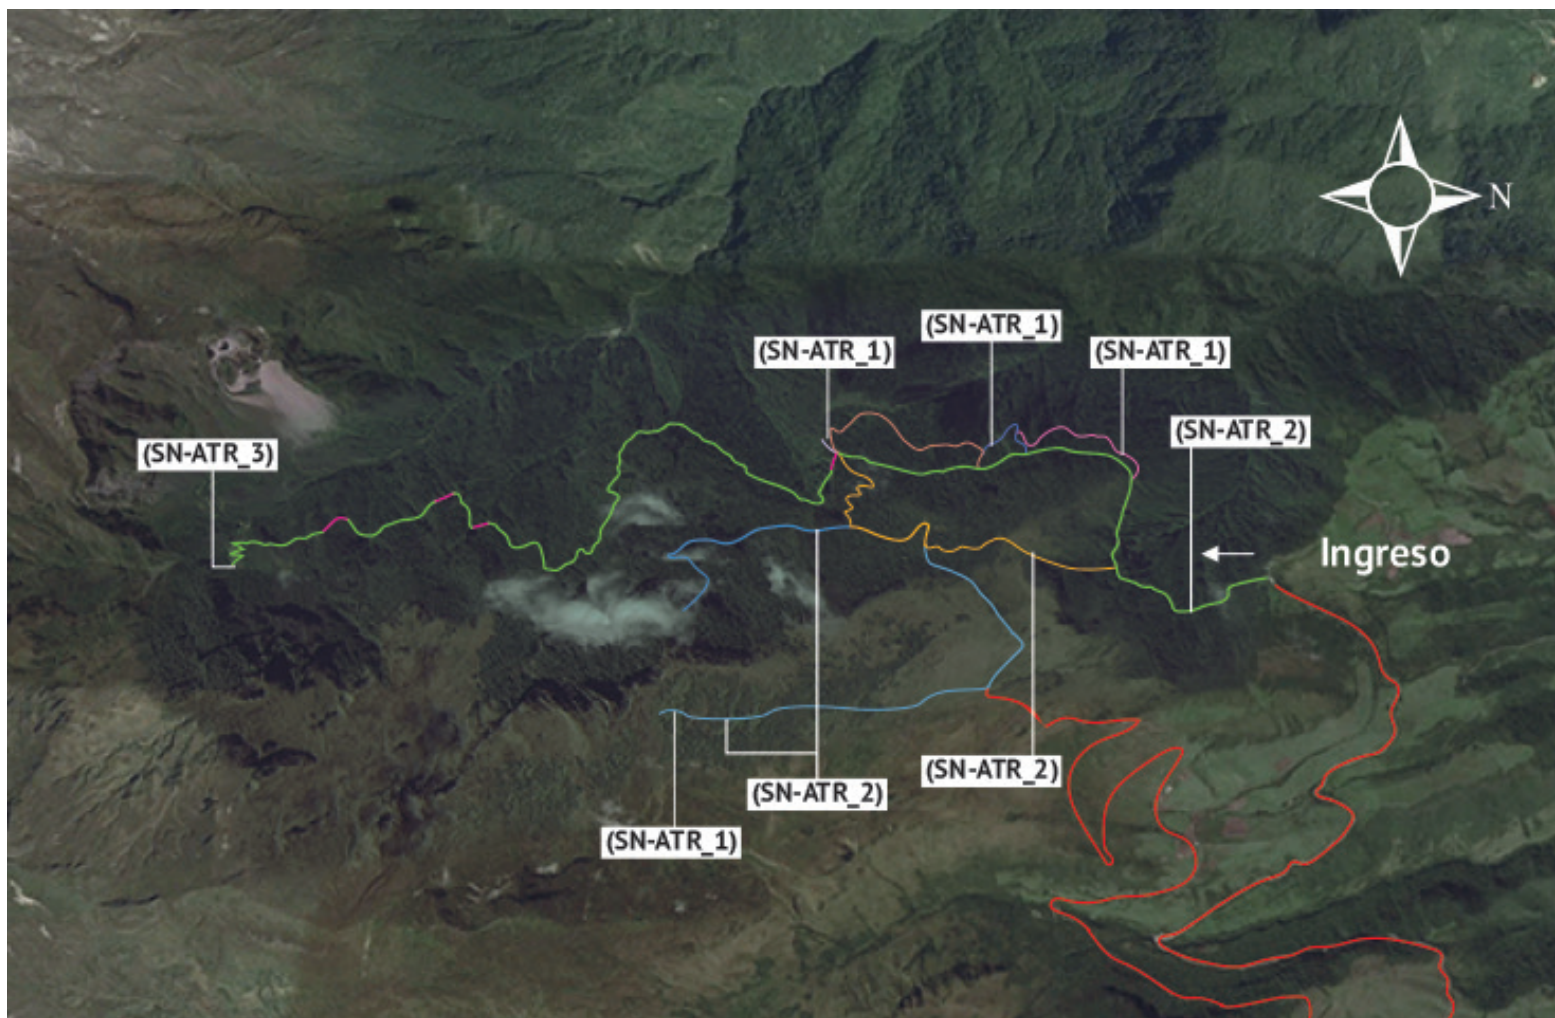 N
(SN-ATR_1)
(SN-ATR_1)
(SN-ATR_1)
(SN-ATR_2)
(SN-ATR_3)
Ingreso
(SN-ATR_2)
(SN-ATR_2)
(SN-ATR_1)